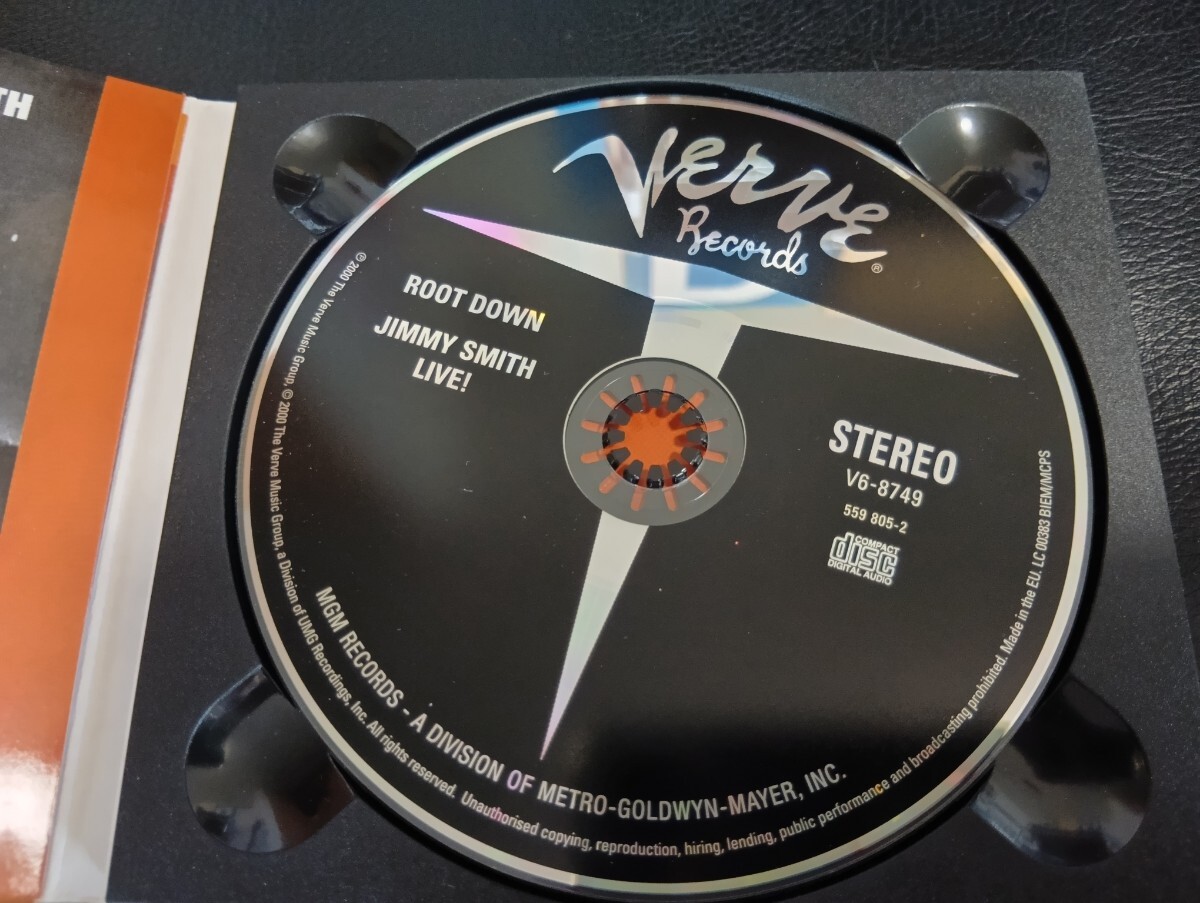 TH
Verve
Records
®
ROOT DOWN
JIMMY SMITH
LIVE!
STEREO
V6-8749
559 805-2
COMPACT
disc
DIGITAL AUDIO
MGM RECORDS - A DIVISION OF METRO-GOLDWYN-MAYER, INC.
℗ 2000 The Verve Music Group, © 2000 The Verve Music Group, a Division of UMG Recordings, Inc. All rights reserved. Unauthorised copying, reproduction, hiring, lending, public performance and broadcasting prohibited. Made in the EU. LC 00383 BIEM/MCPS